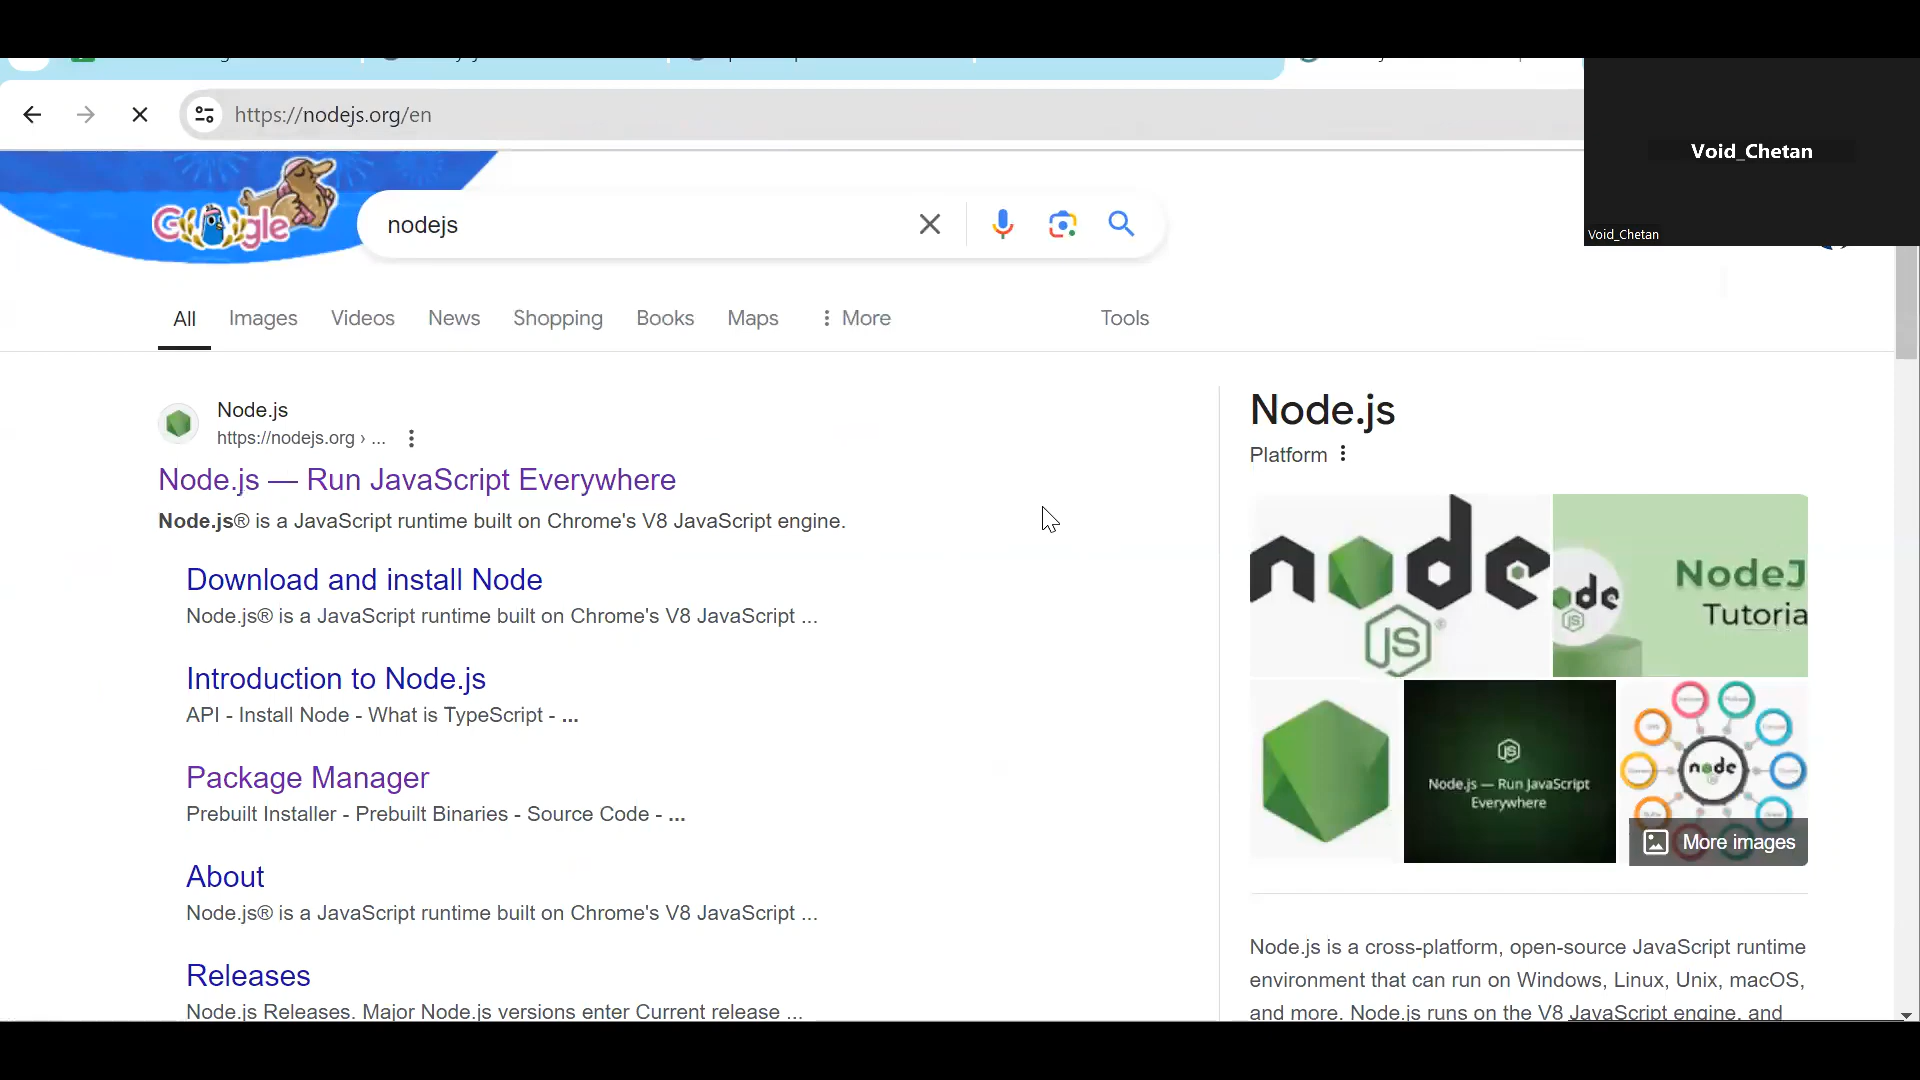 https://nodejs.org/en
Void_Chetan
Void_Chetan
Google
nodejs
All
Images
Videos
News
Shopping
Books
Maps
More
Tools
Node.js
https://nodejs.org › ...
Node.js — Run JavaScript Everywhere
Node.js® is a JavaScript runtime built on Chrome's V8 JavaScript engine.
Download and install Node
Node.js® is a JavaScript runtime built on Chrome's V8 JavaScript ...
Introduction to Node.js
API - Install Node - What is TypeScript - ...
Package Manager
Prebuilt Installer - Prebuilt Binaries - Source Code - ...
About
Node.js® is a JavaScript runtime built on Chrome's V8 JavaScript ...
Releases
Node.js Releases. Major Node.js versions enter Current release ...
Node.js
Platform
node
JS
®
ode
JS
NodeJ
Tutoria
JS
Node.js — Run JavaScript
Everywhere
node
More images
Node.js is a cross-platform, open-source JavaScript runtime
environment that can run on Windows, Linux, Unix, macOS,
and more. Node.js runs on the V8 JavaScript engine, and